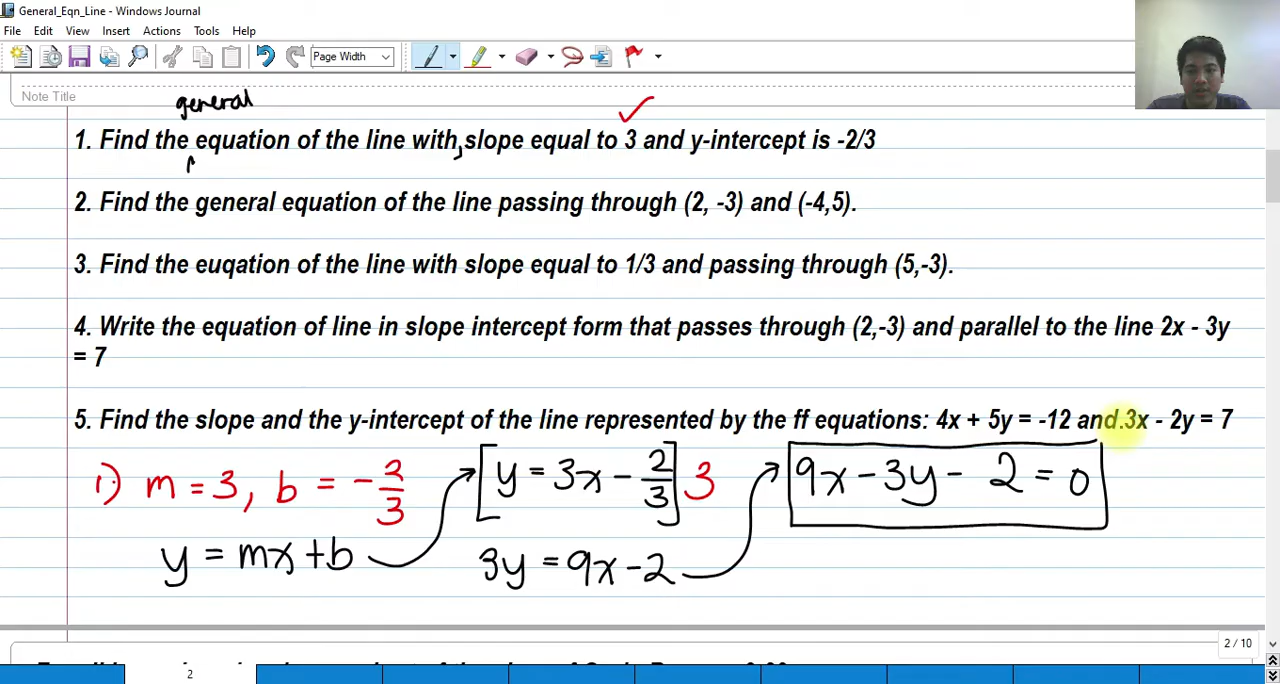 General_Eqn_Line - Windows Journal
File Edit View Insert Actions Tools Help
Page Width
Note Title
general
1. Find the equation of the line with, slope equal to 3 and y-intercept is -2/3
2. Find the general equation of the line passing through (2, -3) and (-4,5).
3. Find the euqation of the line with slope equal to 1/3 and passing through (5,-3).
4. Write the equation of line in slope intercept form that passes through (2,-3) and parallel to the line 2x - 3y
= 7
5. Find the slope and the y-intercept of the line represented by the ff equations: 4x + 5y = -12 and.3x - 2y = 7
1.) m = 3, b = -2/3
y = mx + b
[y = 3x - 2/3] 3
3y = 9x - 2
9x - 3y - 2 = 0
2 / 10
2